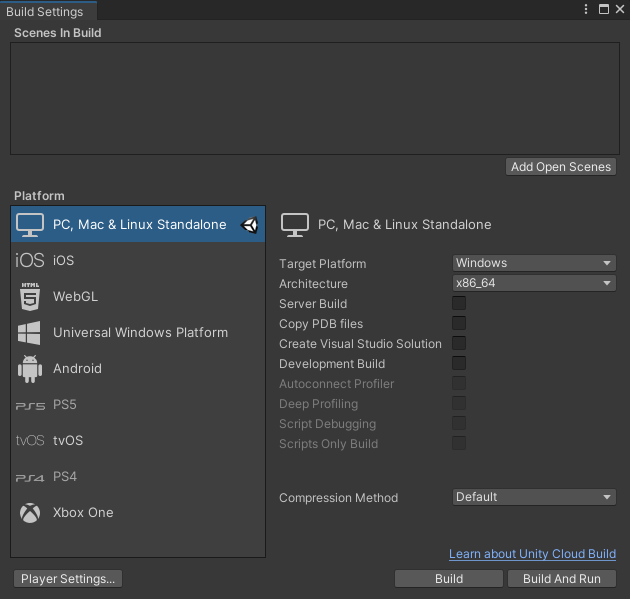 Build Settings
Scenes In Build
Add Open Scenes
Platform
PC, Mac & Linux Standalone
iOS iOS
HTML 5 WebGL
Universal Windows Platform
Android
PS5 PS5
tvOS tvOS
PS4 PS4
Xbox One
PC, Mac & Linux Standalone
Target Platform Windows
Architecture x86_64
Server Build
Copy PDB files
Create Visual Studio Solution
Development Build
Autoconnect Profiler
Deep Profiling
Script Debugging
Scripts Only Build
Compression Method Default
Learn about Unity Cloud Build
Player Settings... Build Build And Run